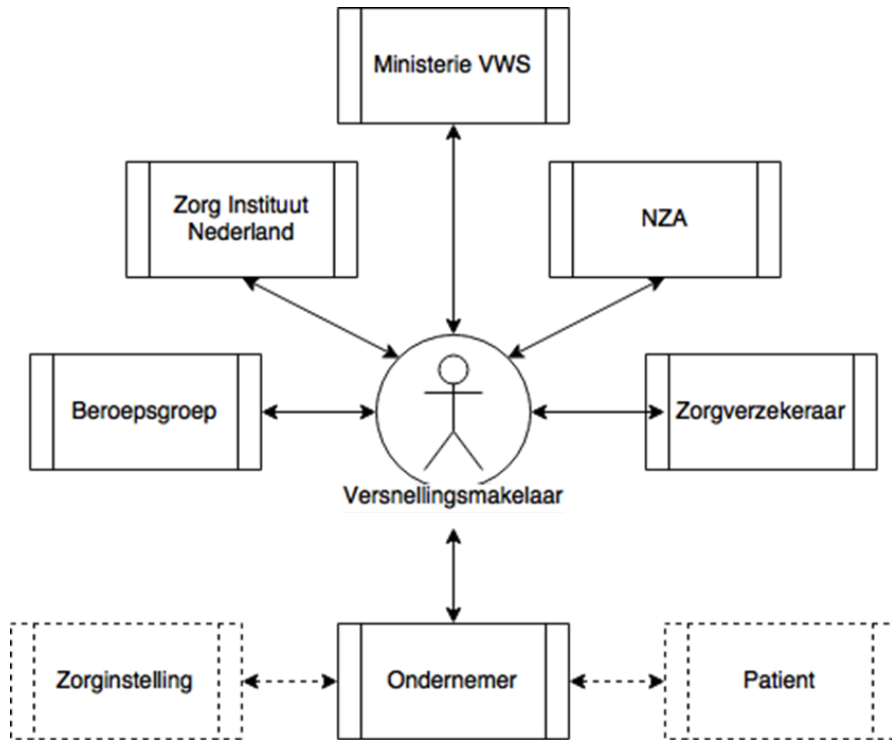 Ministerie VWS
Zorg Instituut
Nederland
NZA
Beroepsgroep
Zorgverzekeraar
Versnellingsmakelaar
Zorginstelling
Ondernemer
Patient